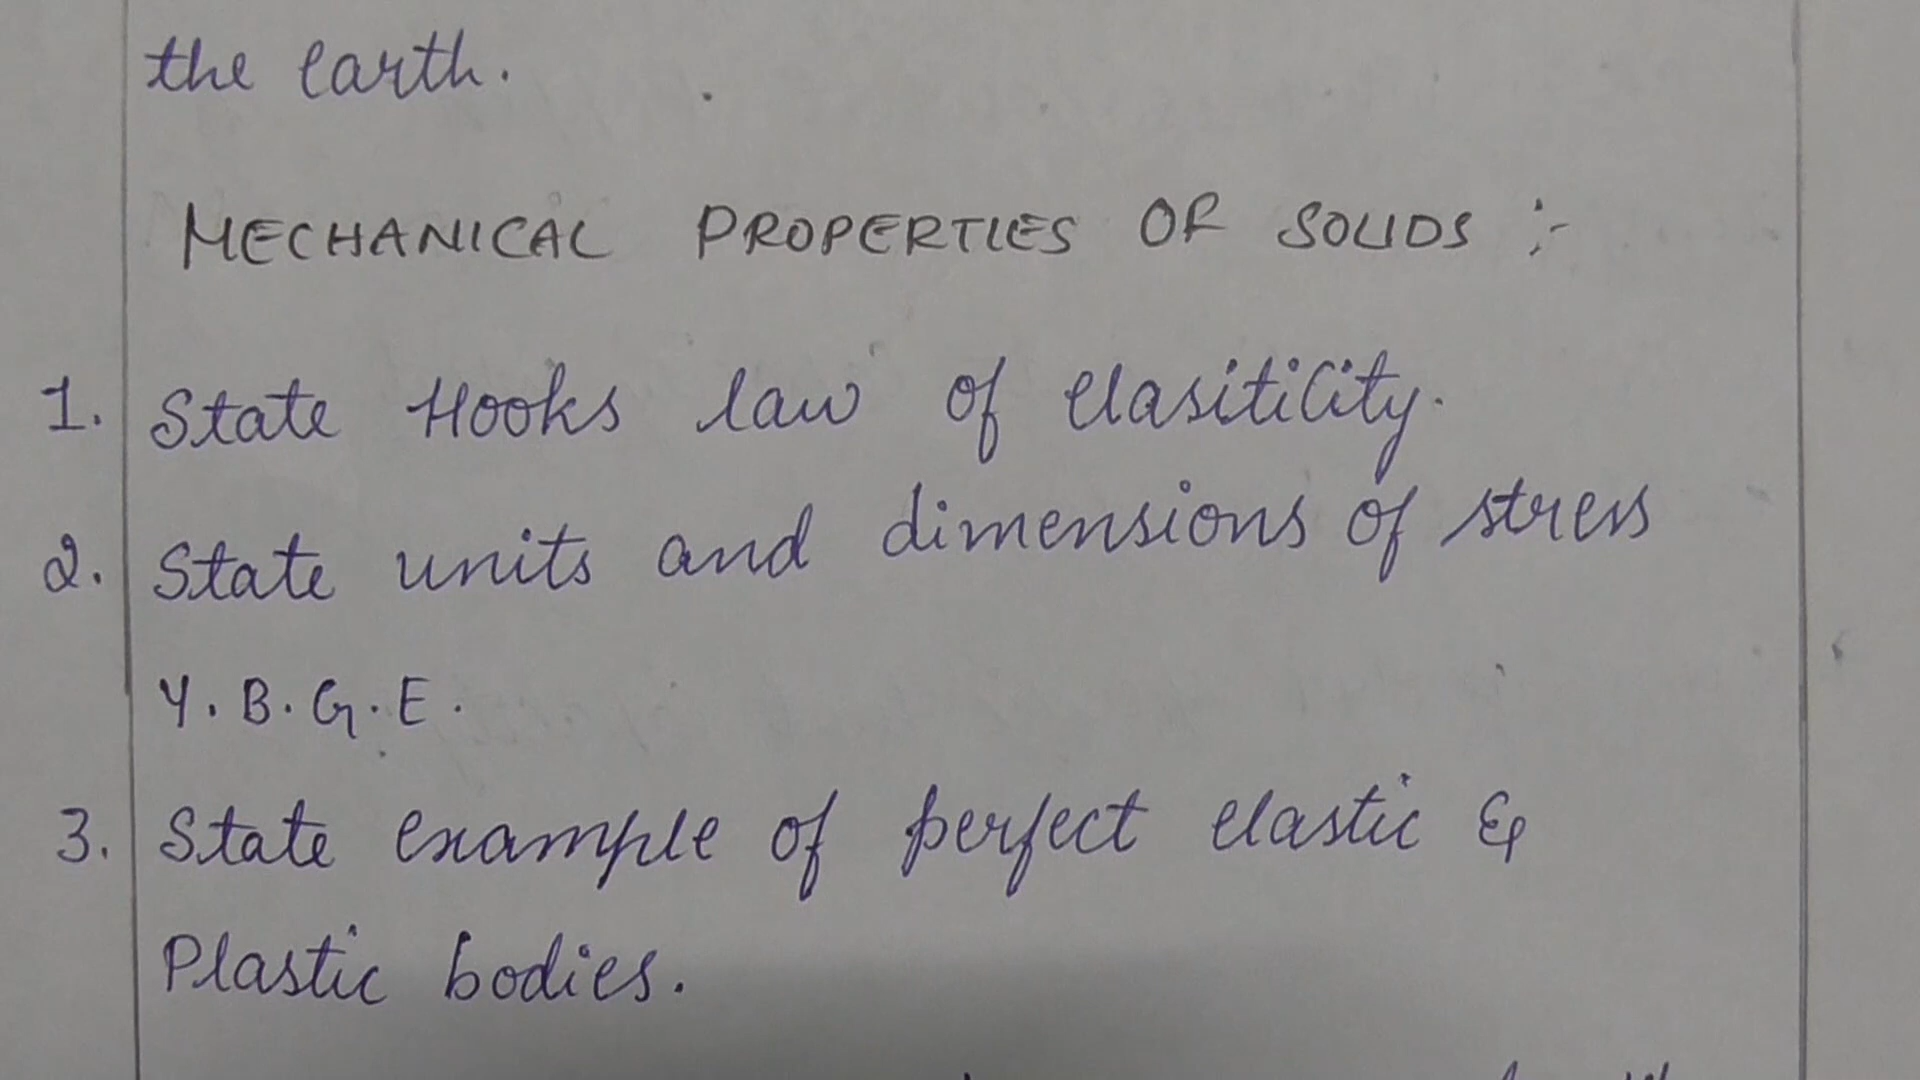 the earth.
MECHANICAL PROPERTIES OF SOLIDS :-
1. State Hooks law of elasiticity.
2. State units and dimensions of stress
Y. B. G. E.
3. State example of perfect elastic &
Plastic bodies.